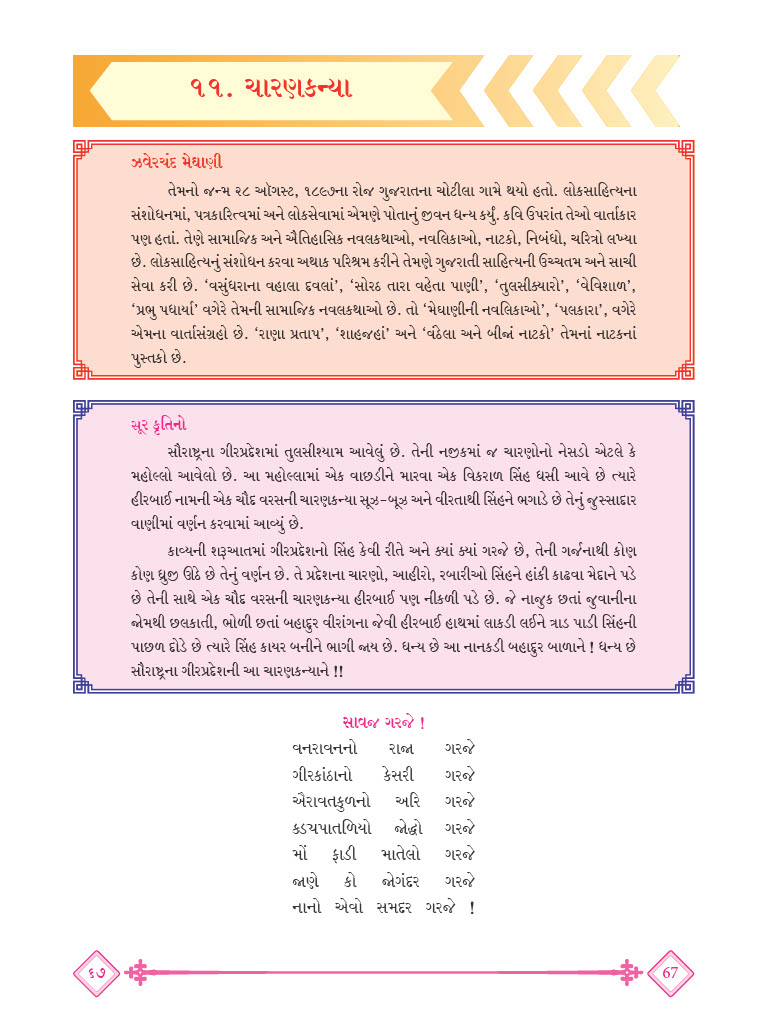 ૧૧. ચારણકન્યા
ઝવેરચંદ મેઘાણી
તેમનો જન્મ ૨૮ ઑગસ્ટ, ૧૮૯૭ના રોજ ગુજરાતના ચોટીલા ગામે થયો હતો. લોકસાહિત્યના
સંશોધનમાં, પત્રકારિત્વમાં અને લોકસેવામાં એમણે પોતાનું જીવન ધન્ય કર્યું. કવિ ઉપરાંત તેઓ વાર્તાકાર
પણ હતાં. તેણે સામાજિક અને ઐતિહાસિક નવલકથાઓ, નવલિકાઓ, નાટકો, નિબંધો, ચરિત્રો લખ્યા
છે. લોકસાહિત્યનું સંશોધન કરવા અથાક પરિશ્રમ કરીને તેમણે ગુજરાતી સાહિત્યની ઉચ્ચતમ અને સાચી
સેવા કરી છે. ‘વસુંધરાના વહાલા દવલાં’, ‘સોરઠ તારા વહેતા પાણી’, ‘તુલસીક્યારો’, ‘વેવિશાળ’,
‘પ્રભુ પધાર્યા’ વગેરે તેમની સામાજિક નવલકથાઓ છે. તો ‘મેઘાણીની નવલિકાઓ’, ‘પલકારા’, વગેરે
એમના વાર્તાસંગ્રહો છે. ‘રાણા પ્રતાપ’, ‘શાહજહાં’ અને ‘વંઠેલા અને બીજાં નાટકો’ તેમનાં નાટકનાં
પુસ્તકો છે.
સૂર કૃતિનો
સૌરાષ્ટ્રના ગીરપ્રદેશમાં તુલસીશ્યામ આવેલું છે. તેની નજીકમાં જ ચારણોનો નેસડો એટલે કે
મહોલ્લો આવેલો છે. આ મહોલ્લામાં એક વાછડીને મારવા એક વિકરાળ સિંહ ધસી આવે છે ત્યારે
હીરબાઈ નામની એક ચૌદ વરસની ચારણકન્યા સૂઝ-બૂઝ અને વીરતાથી સિંહને ભગાડે છે તેનું જુસ્સાદાર
વાણીમાં વર્ણન કરવામાં આવ્યું છે.
કાવ્યની શરૂઆતમાં ગીરપ્રદેશનો સિંહ કેવી રીતે અને ક્યાં ક્યાં ગરજે છે, તેની ગર્જનાથી કોણ
કોણ ધ્રુજી ઊઠે છે તેનું વર્ણન છે. તે પ્રદેશના ચારણો, આહીરો, રબારીઓ સિંહને હાંકી કાઢવા મેદાને પડે
છે તેની સાથે એક ચૌદ વરસની ચારણકન્યા હીરબાઈ પણ નીકળી પડે છે. જે નાજુક છતાં જુવાનીના
જોમથી છલકાતી, ભોળી છતાં બહાદુર વીરાંગના જેવી હીરબાઈ હાથમાં લાકડી લઈને ત્રાડ પાડી સિંહની
પાછળ દોડે છે ત્યારે સિંહ કાયર બનીને ભાગી જાય છે. ધન્ય છે આ નાનકડી બહાદુર બાળાને ! ધન્ય છે
સૌરાષ્ટ્રના ગીરપ્રદેશની આ ચારણકન્યાને !!
સાવજ ગરજે !
વનરાવનનો રાજા ગરજે
ગીરકાંઠાનો કેસરી ગરજે
ઐરાવતકુળનો અરિ ગરજે
કડચપાતળિયો જોદ્ધો ગરજે
મોં ફાડી માતેલો ગરજે
જાણે કો જોગંદર ગરજે
નાનો એવો સમદર ગરજે !
૬૭
67